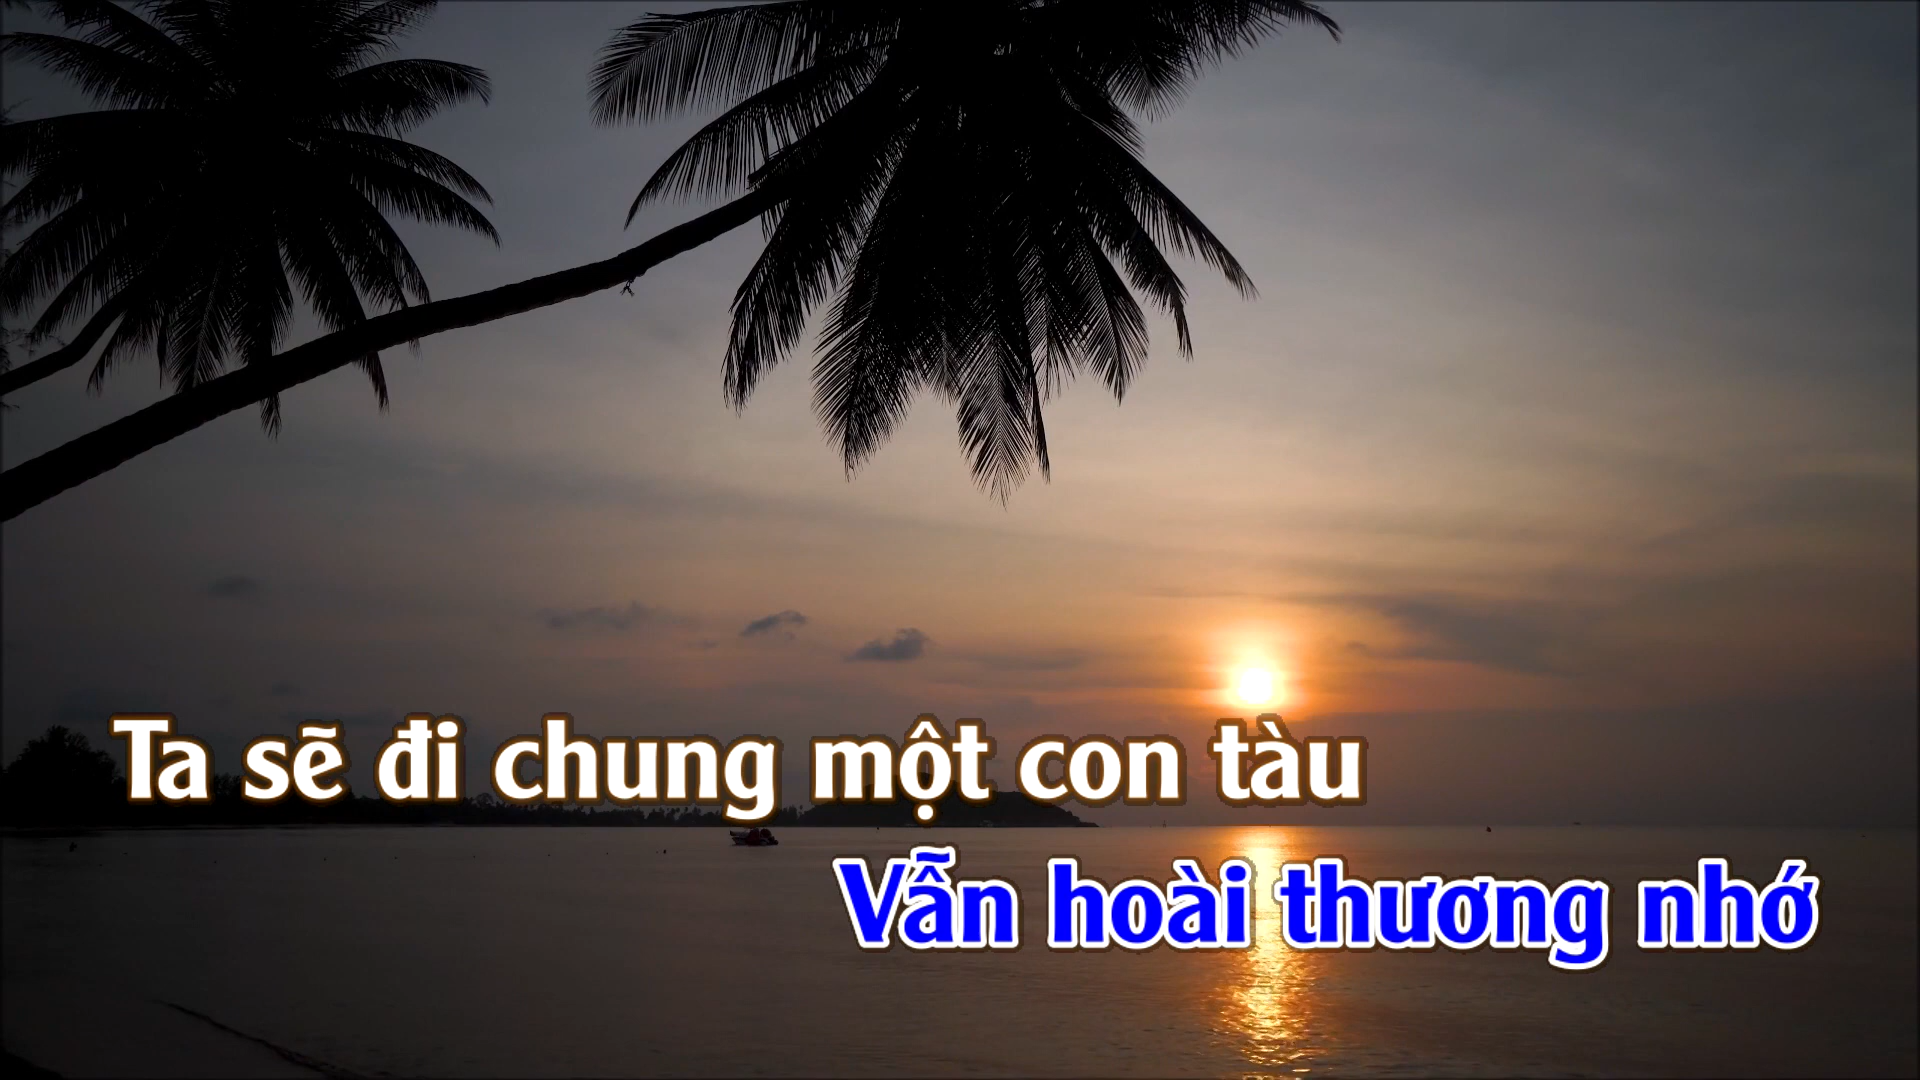 Ta sẽ đi chung một con tàu
Vẫn hoài thương nhớ